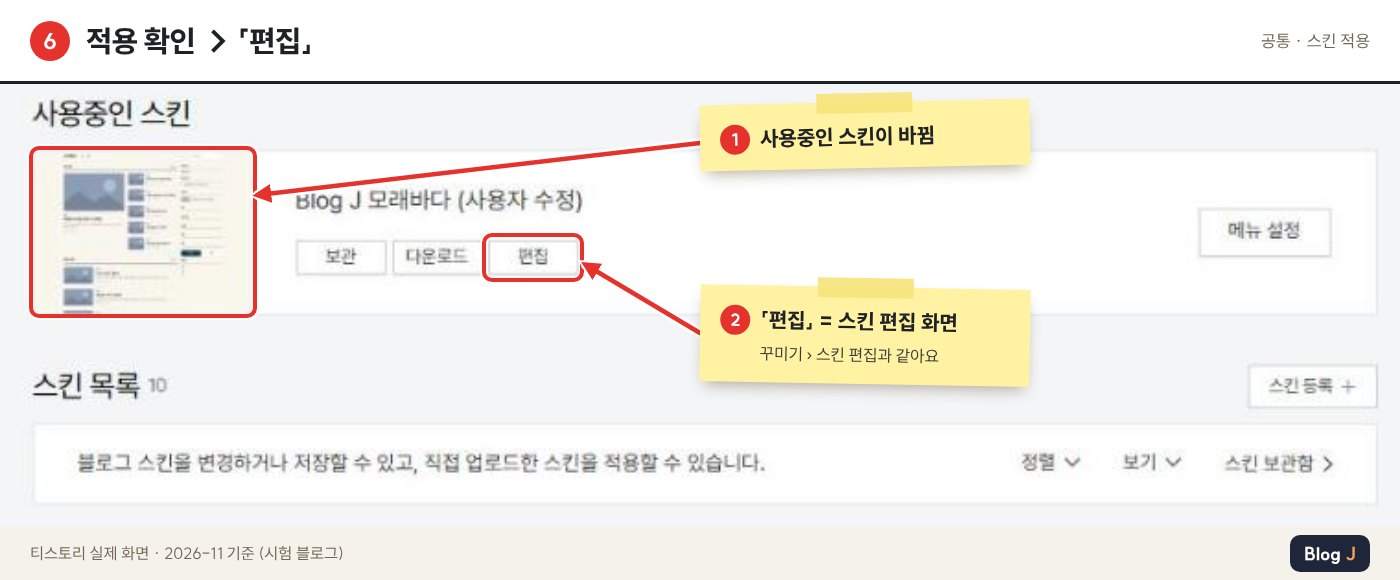 6 적용 확인 > 「편집」
공통 · 스킨 적용
사용중인 스킨
1 사용중인 스킨이 바뀜
Blog J 모래바다 (사용자 수정)
보관 다운로드 편집
메뉴 설정
2 「편집」 = 스킨 편집 화면
꾸미기 › 스킨 편집과 같아요
스킨 목록 10
스킨 등록 +
블로그 스킨을 변경하거나 저장할 수 있고, 직접 업로드한 스킨을 적용할 수 있습니다.
정렬 보기 스킨 보관함 >
티스토리 실제 화면 · 2026-11 기준 (시험 블로그)
Blog J